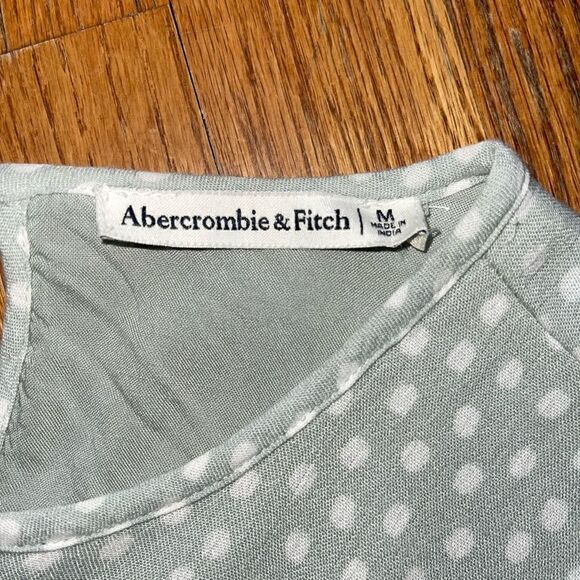 Abercrombie & Fitch | M
MADE IN
INDIA